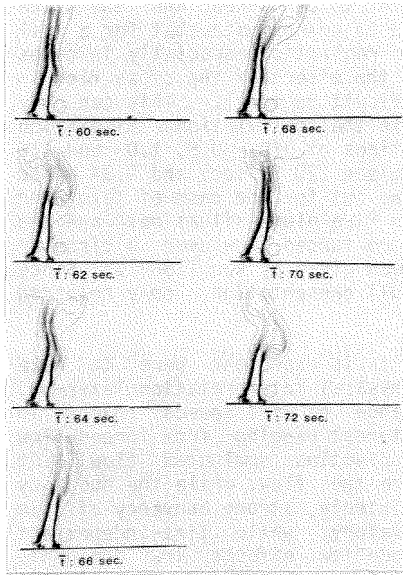 t̄ : 60 sec.
t̄ : 68 sec.
t̄ : 62 sec.
t̄ : 70 sec.
t̄ : 64 sec.
t̄ : 72 sec.
t̄ : 66 sec.